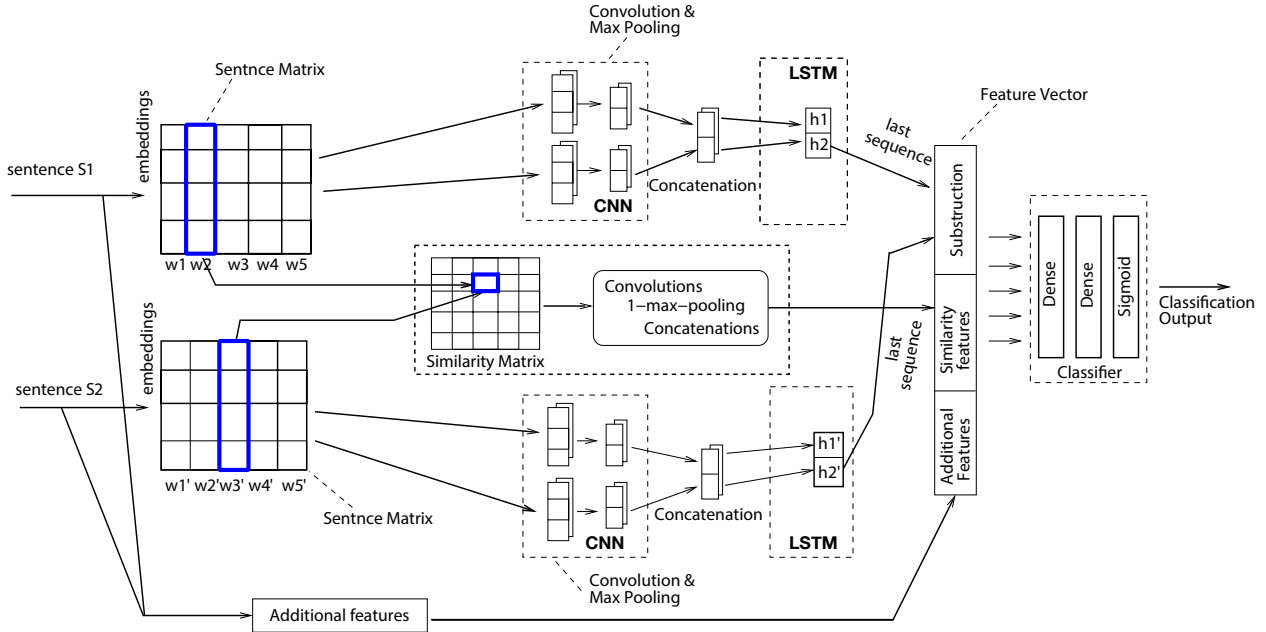 Convolution &
Max Pooling
Sentnce Matrix
LSTM
Feature Vector
embeddings
h1
h2
last
sequence
sentence S1
Concatenation
CNN
Substruction
w1 w2 w3 w4 w5
Convolutions
1-max-pooling
Concatenations
Similarity Matrix
Dense
Dense
Sigmoid
Classification
Output
Classifier
Similarity
features
last
sequence
embeddings
sentence S2
h1'
h2'
Additional
Features
w1' w2' w3' w4' w5'
Sentnce Matrix
Concatenation
CNN
LSTM
Convolution &
Max Pooling
Additional features